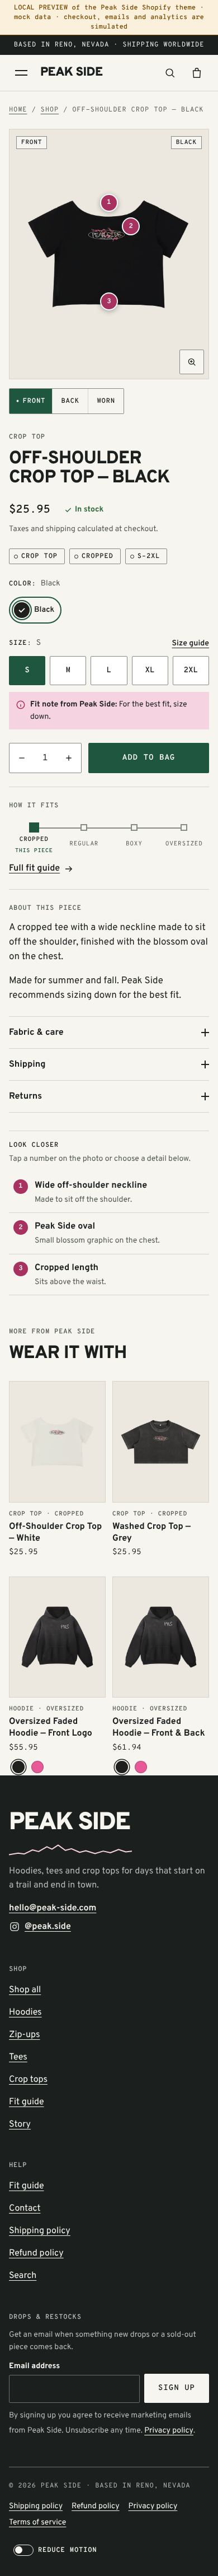 LOCAL PREVIEW of the Peak Side Shopify theme ·
mock data · checkout, emails and analytics are
simulated
BASED IN RENO, NEVADA · SHIPPING WORLDWIDE
PEAK SIDE
HOME / SHOP / OFF-SHOULDER CROP TOP — BLACK
FRONT
BLACK
1
2
3
FRONT
BACK
WORN
CROP TOP
OFF-SHOULDER
CROP TOP — BLACK
$25.95
In stock
Taxes and shipping calculated at checkout.
CROP TOP
CROPPED
S–2XL
COLOR: Black
Black
SIZE: S
Size guide
S
M
L
XL
2XL
Fit note from Peak Side: For the best fit, size
down.
− 1 +
ADD TO BAG
HOW IT FITS
CROPPED
THIS PIECE
REGULAR
BOXY
OVERSIZED
Full fit guide →
ABOUT THIS PIECE
A cropped tee with a wide neckline made to sit
off the shoulder, finished with the blossom oval
on the chest.
Made for summer and fall. Peak Side
recommends sizing down for the best fit.
Fabric & care
Shipping
Returns
LOOK CLOSER
Tap a number on the photo or choose a detail below.
1
Wide off-shoulder neckline
Made to sit off the shoulder.
2
Peak Side oval
Small blossom graphic on the chest.
3
Cropped length
Sits above the waist.
MORE FROM PEAK SIDE
WEAR IT WITH
CROP TOP · CROPPED
Off-Shoulder Crop Top
— White
$25.95
CROP TOP · CROPPED
Washed Crop Top —
Grey
$25.95
HOODIE · OVERSIZED
Oversized Faded
Hoodie — Front Logo
$55.95
HOODIE · OVERSIZED
Oversized Faded
Hoodie — Front & Back
$61.94
PEAK SIDE
Hoodies, tees and crop tops for days that start on
a trail and end in town.
hello@peak-side.com
@peak.side
SHOP
Shop all
Hoodies
Zip-ups
Tees
Crop tops
Fit guide
Story
HELP
Fit guide
Contact
Shipping policy
Refund policy
Search
DROPS & RESTOCKS
Get an email when something new drops or a sold-out
piece comes back.
Email address
SIGN UP
By signing up you agree to receive marketing emails
from Peak Side. Unsubscribe any time. Privacy policy.
© 2026 PEAK SIDE · BASED IN RENO, NEVADA
Shipping policy
Refund policy
Privacy policy
Terms of service
REDUCE MOTION